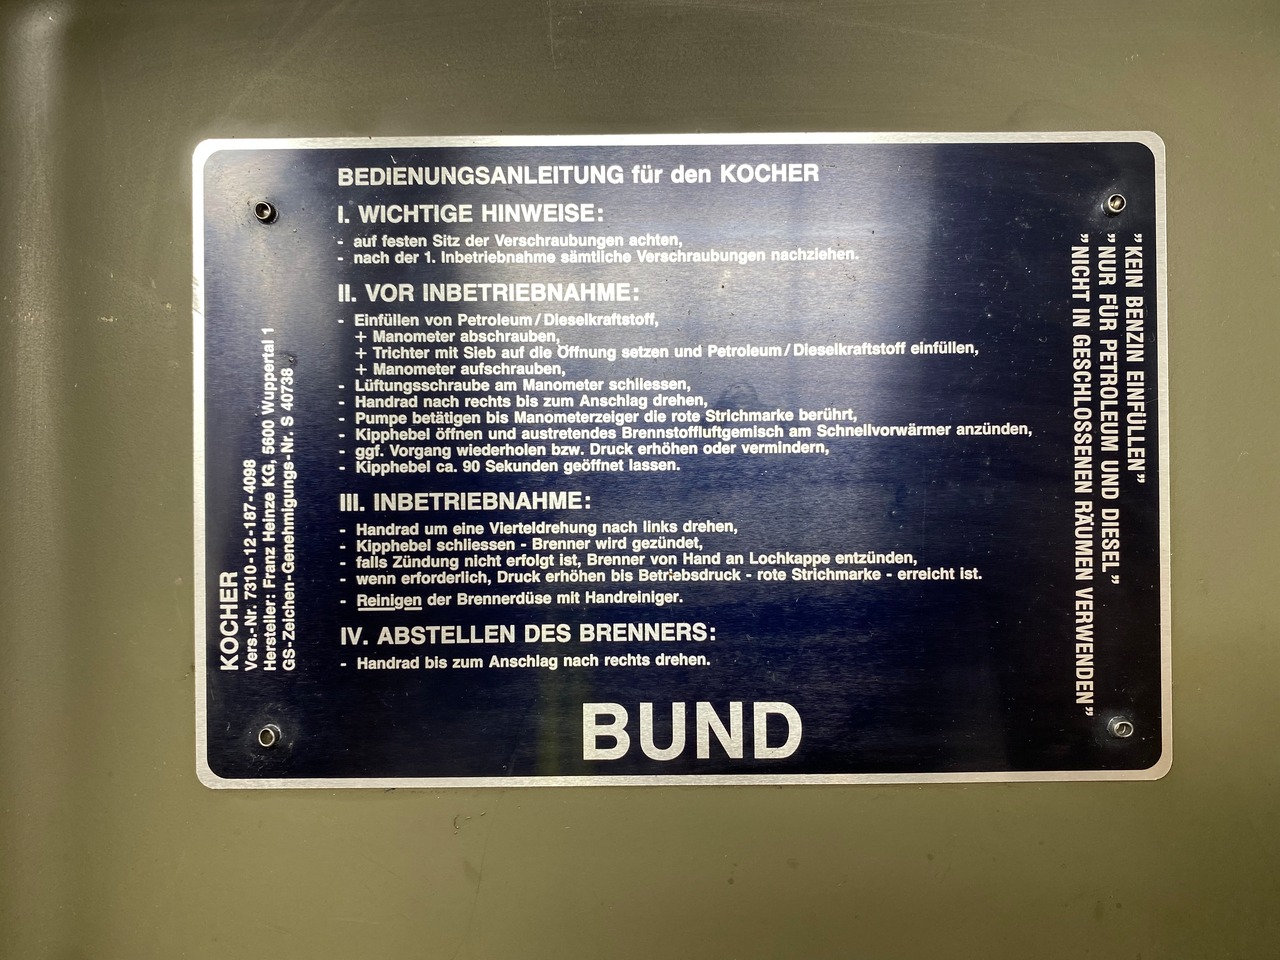 BEDIENUNGSANLEITUNG für den KOCHER
I. WICHTIGE HINWEISE:
- auf festen Sitz der Verschraubungen achten,
- nach der 1. Inbetriebnahme sämtliche Verschraubungen nachziehen.
II. VOR INBETRIEBNAHME:
- Einfüllen von Petroleum/Dieselkraftstoff,
+ Manometer abschrauben,
+ Trichter mit Sieb auf die Öffnung setzen und Petroleum/Dieselkraftstoff einfüllen,
+ Manometer aufschrauben,
- Lüftungsschraube am Manometer schliessen,
- Handrad nach rechts bis zum Anschlag drehen,
- Pumpe betätigen bis Manometerzeiger die rote Strichmarke berührt,
- Kipphebel öffnen und austretendes Brennstoffluftgemisch am Schnellvorwärmer anzünden,
- ggf. Vorgang wiederholen bzw. Druck erhöhen oder vermindern,
- Kipphebel ca. 90 Sekunden geöffnet lassen.
III. INBETRIEBNAHME:
- Handrad um eine Vierteldrehung nach links drehen,
- Kipphebel schliessen - Brenner wird gezündet,
- falls Zündung nicht erfolgt ist, Brenner von Hand an Lochkappe entzünden,
- wenn erforderlich, Druck erhöhen bis Betriebsdruck - rote Strichmarke - erreicht ist.
- Reinigen der Brennerdüse mit Handreiniger.
IV. ABSTELLEN DES BRENNERS:
- Handrad bis zum Anschlag nach rechts drehen.
BUND
KOCHER
Vers.-Nr. 7310-12-187-4098
Hersteller: Franz Heinze KG, 5600 Wuppertal 1
GS-Zeichen-Genehmigungs-Nr. S 40738
"KEIN BENZIN EINFÜLLEN"
"NUR FÜR PETROLEUM UND DIESEL"
"NICHT IN GESCHLOSSENEN RÄUMEN VERWENDEN"